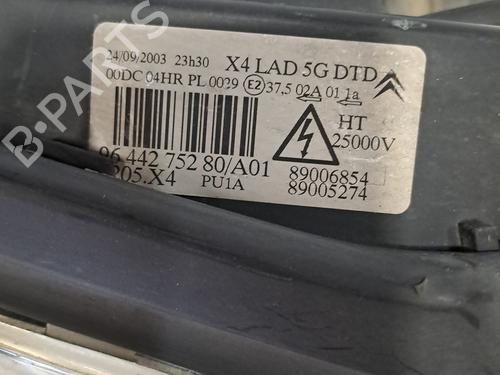 24/09/2003 23h30 X4 LAD 5G DTD
00DC 04HR PL 0029 E2 37,5 02A 01 1a
HT
25000V
96 442 752 80/A01
205.X4 PU1A
89006854
89005274
B-PARTS